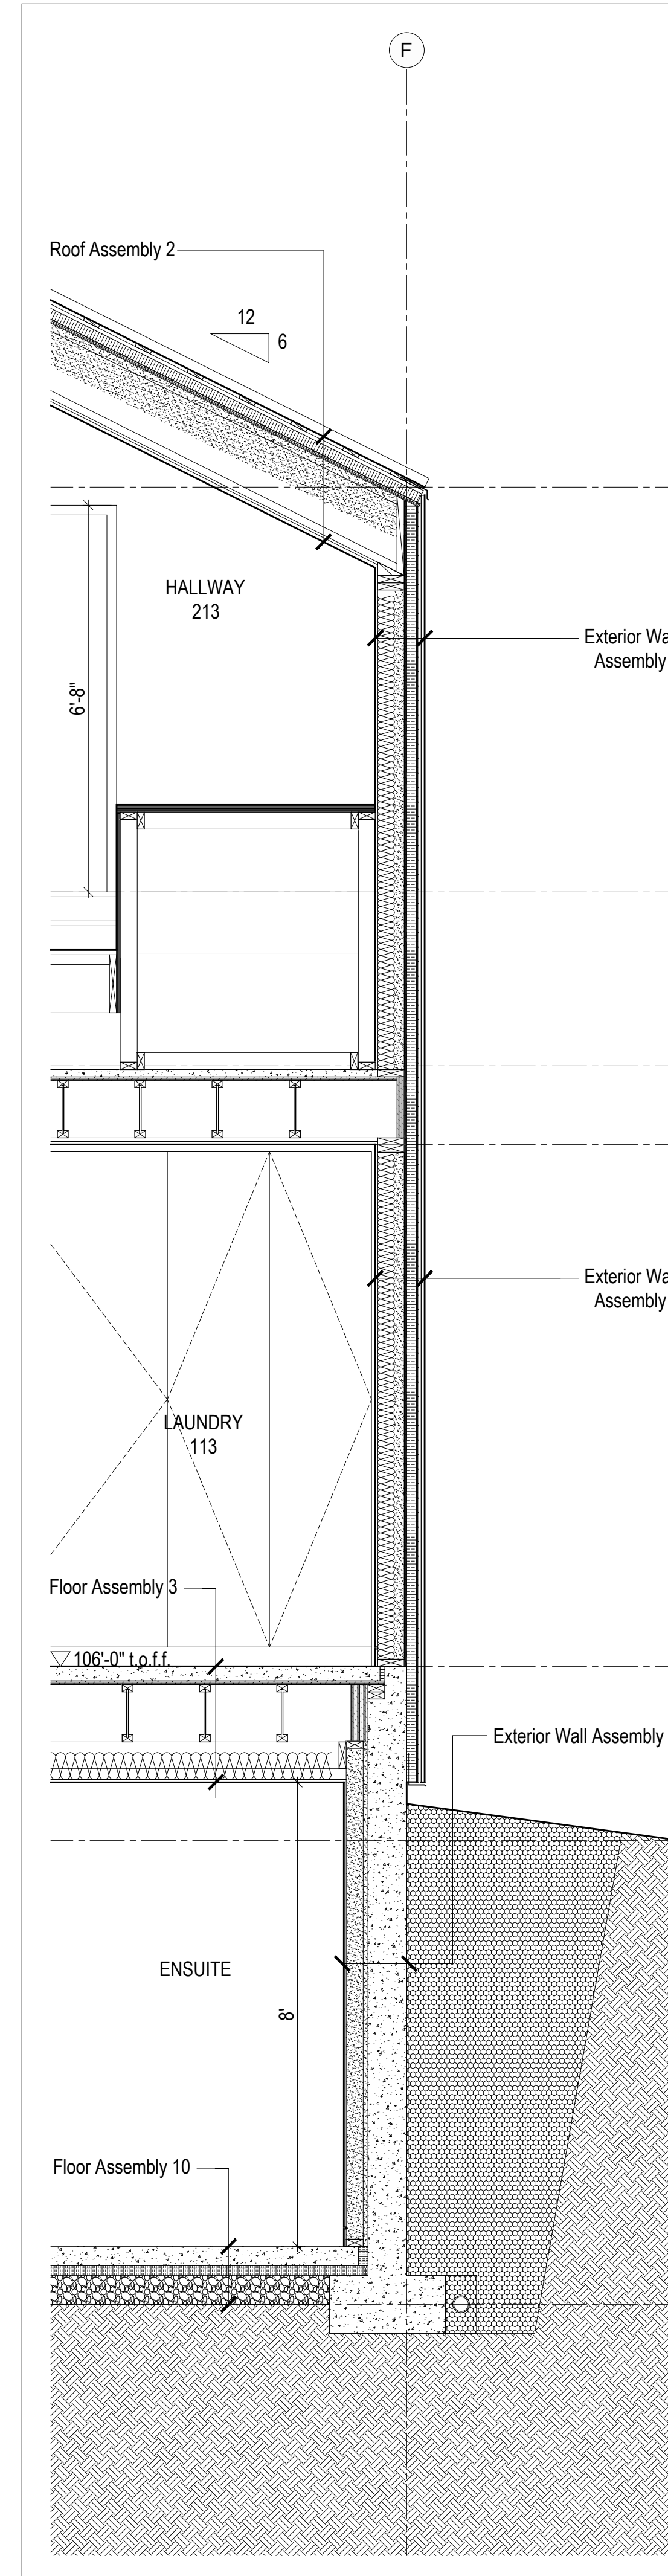 F
Roof Assembly 2
12
6
HALLWAY
213
Exterior Wa
Assembly
6'-8"
Exterior Wa
Assembly
LAUNDRY
113
Floor Assembly 3
106'-0" t.o.f.f.
Exterior Wall Assembly
ENSUITE
8'
Floor Assembly 10